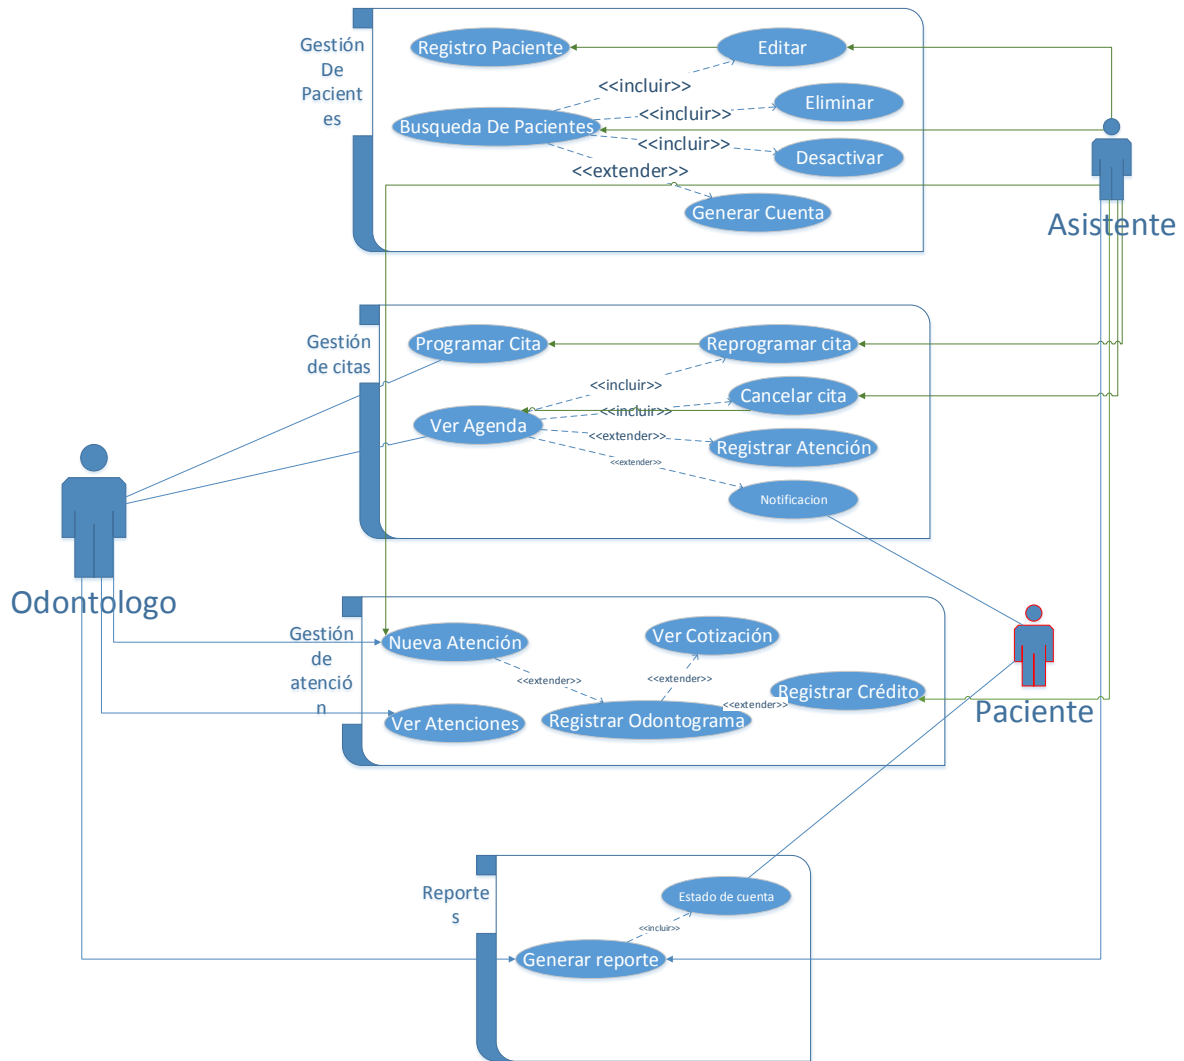 Gestión
De
Pacient
es
Registro Paciente
Editar
<<incluir>>
Eliminar
<<incluir>>
Busqueda De Pacientes
<<incluir>>
Desactivar
<<extender>>
Generar Cuenta
Asistente
Gestión
de citas
Programar Cita
Reprogramar cita
<<incluir>>
Cancelar cita
<<incluir>>
Ver Agenda
<<extender>>
Registrar Atención
<<extender>>
Notificacion
Odontologo
Gestión
de
atenció
n
Nueva Atención
Ver Cotización
<<extender>>
<<extender>>
Registrar Crédito
<<extender>>
Ver Atenciones
Registrar Odontograma
Paciente
Reporte
s
Estado de cuenta
<<incluir>>
Generar reporte